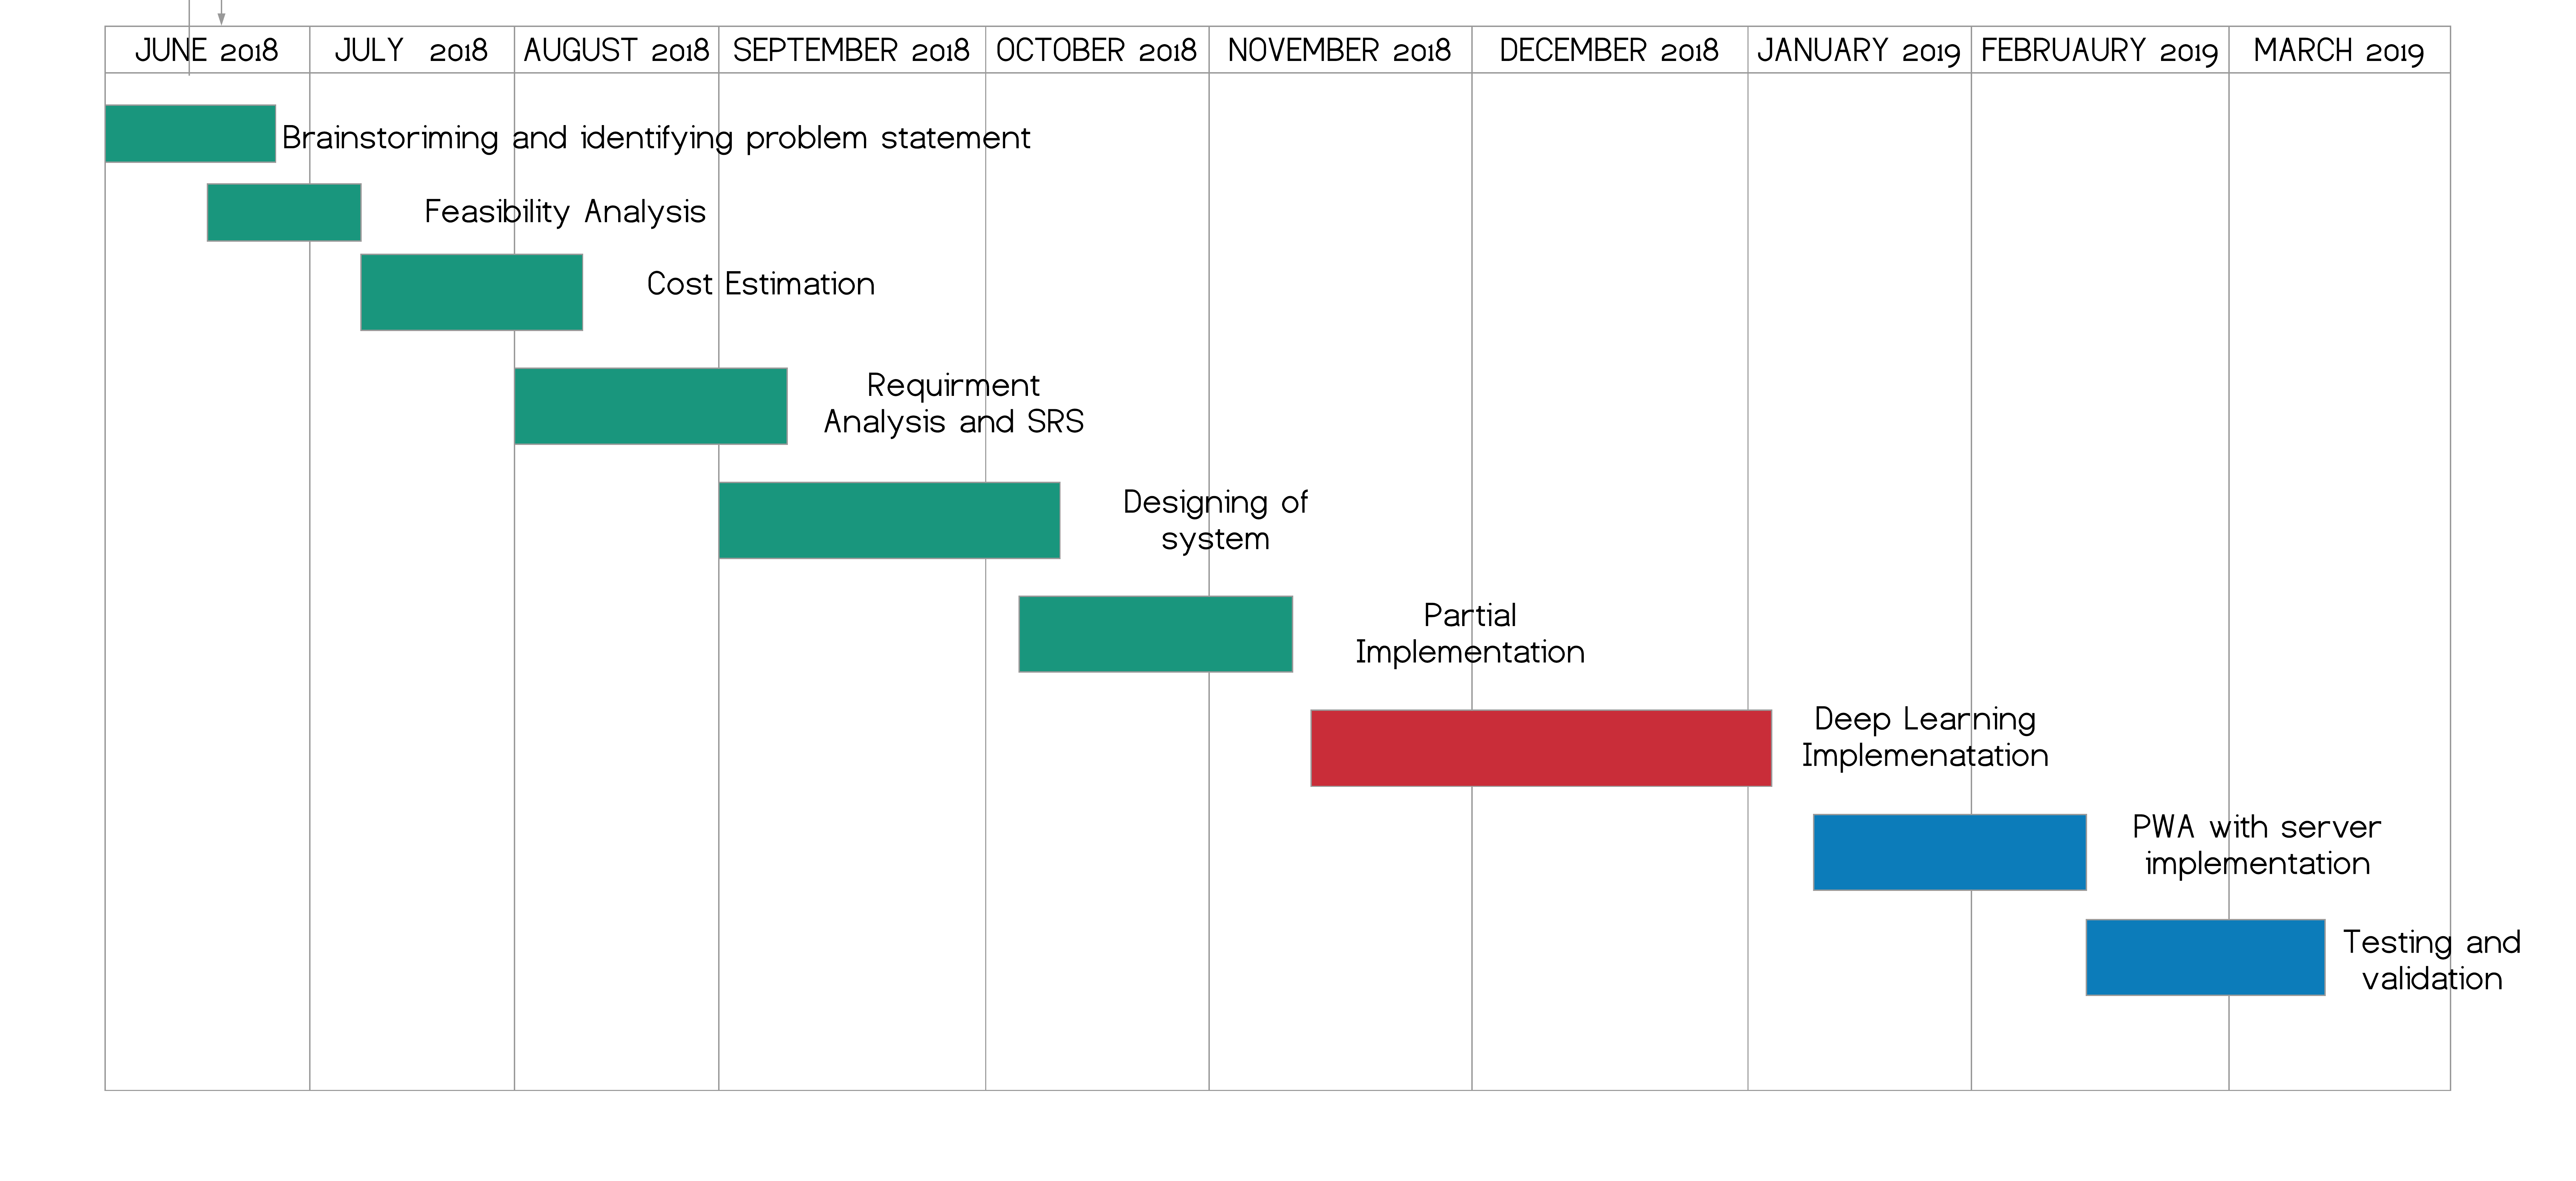 JUNE 2018
JULY 2018
AUGUST 2018
SEPTEMBER 2018
OCTOBER 2018
NOVEMBER 2018
DECEMBER 2018
JANUARY 2019
FEBRUAURY 2019
MARCH 2019
Brainstoriming and identifying problem statement
Feasibility Analysis
Cost Estimation
Requirment
Analysis and SRS
Designing of
system
Partial
Implementation
Deep Learning
Implemenatation
PWA with server
implementation
Testing and
validation